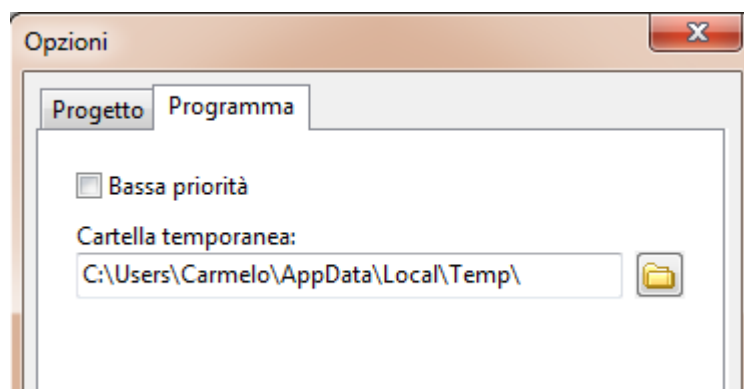 Opzioni
Progetto Programma
Bassa priorità
Cartella temporanea:
C:\Users\Carmelo\AppData\Local\Temp\